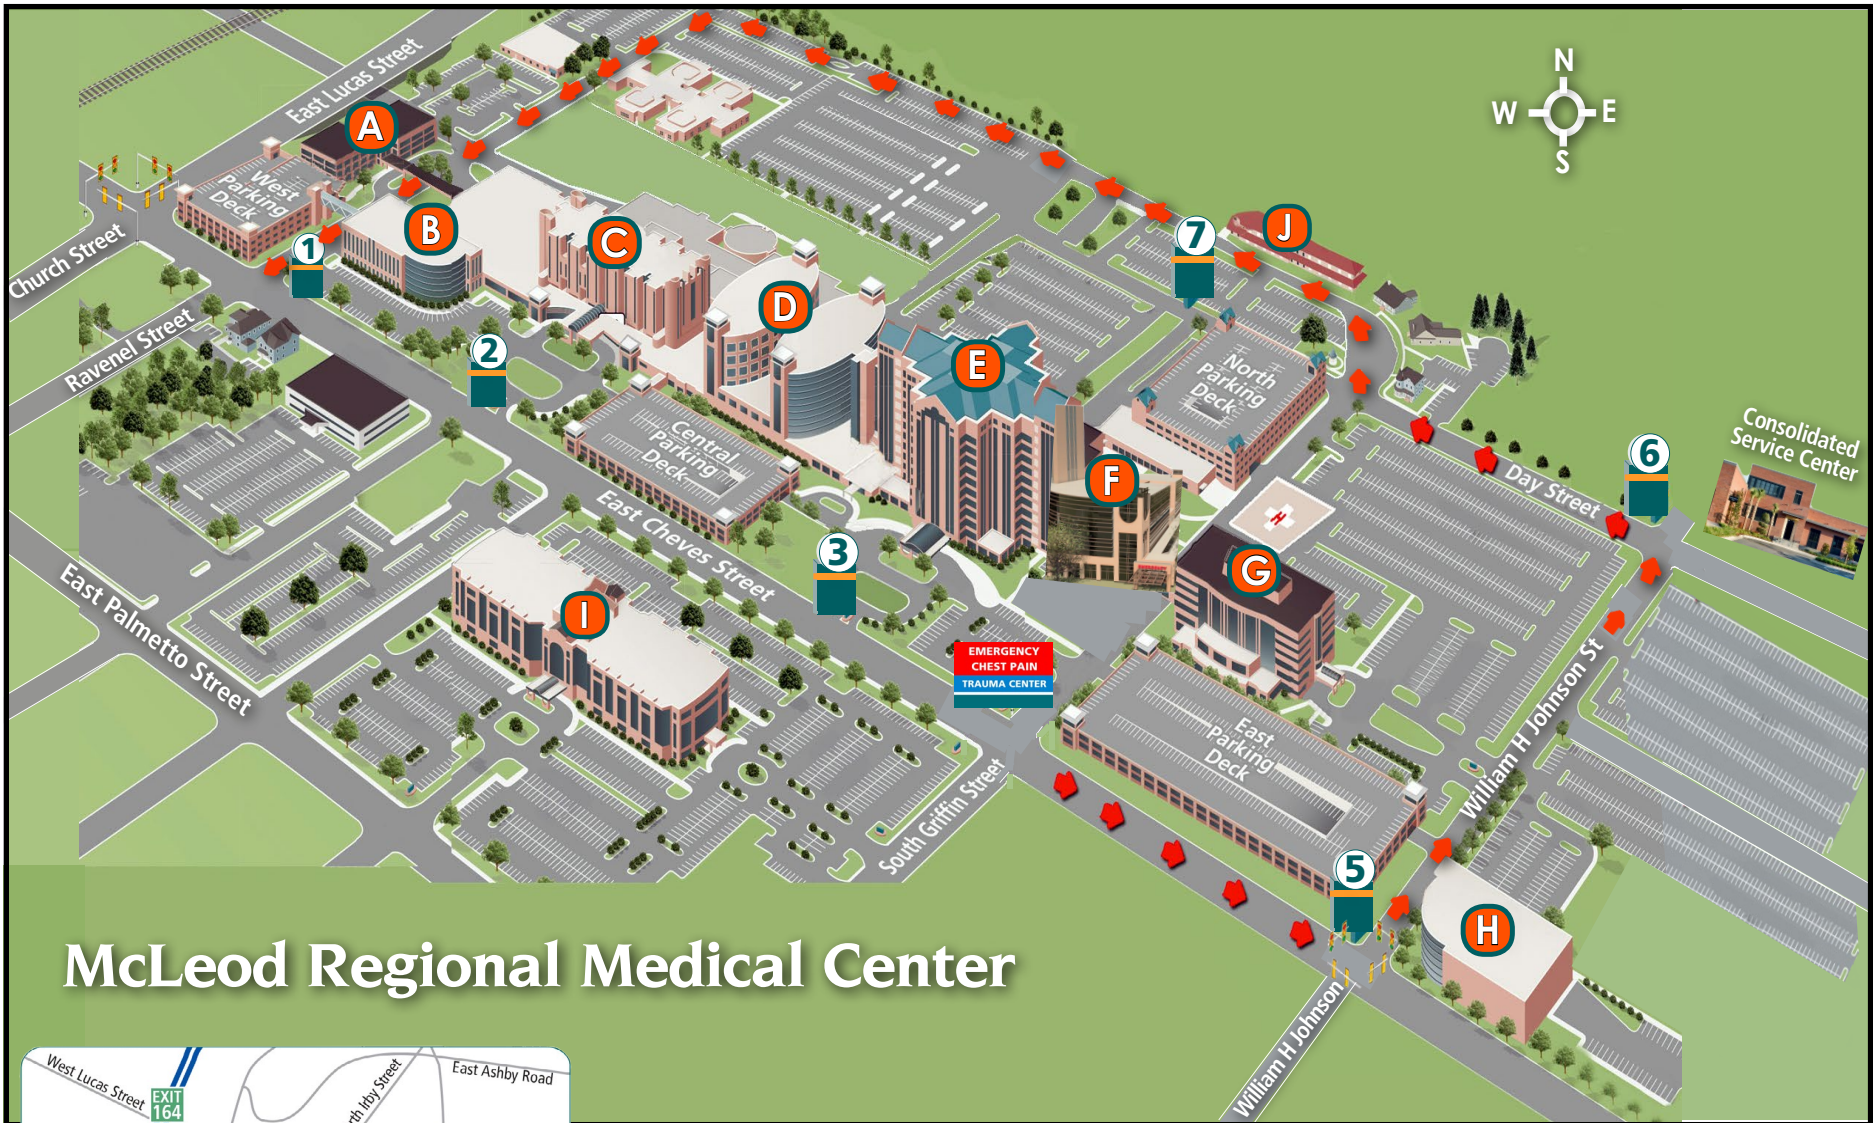 N
W E
S
East Lucas Street
A
West
Parking
Deck
Church Street
1
B
C
7
J
D
Ravenel Street
2
E
North
Parking
Deck
Consolidated
Service Center
6
Central
Parking
Deck
F
Day Street
East Cheves Street
3
G
I
East Palmetto Street
EMERGENCY
CHEST PAIN
TRAUMA CENTER
East
Parking
Deck
William H Johnson St
South Griffin Street
5
H
McLeod Regional Medical Center
William H Johnson
West Lucas Street
EXIT
164
rth Irby Street
East Ashby Road
H